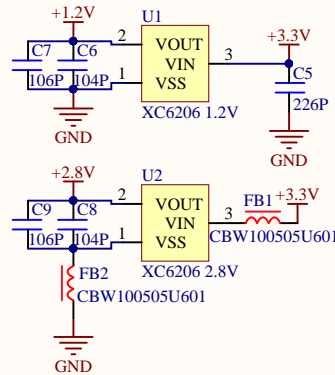 +1.2V
U1
C7
C6
2
VOUT
VIN
3
+3.3V
1
VSS
C5
106P
104P
226P
XC6206 1.2V
GND
GND
+2.8V
U2
C9
C8
2
VOUT
VIN
3
FB1
+3.3V
1
VSS
106P
104P
CBW100505U601
XC6206 2.8V
FB2
CBW100505U601
GND